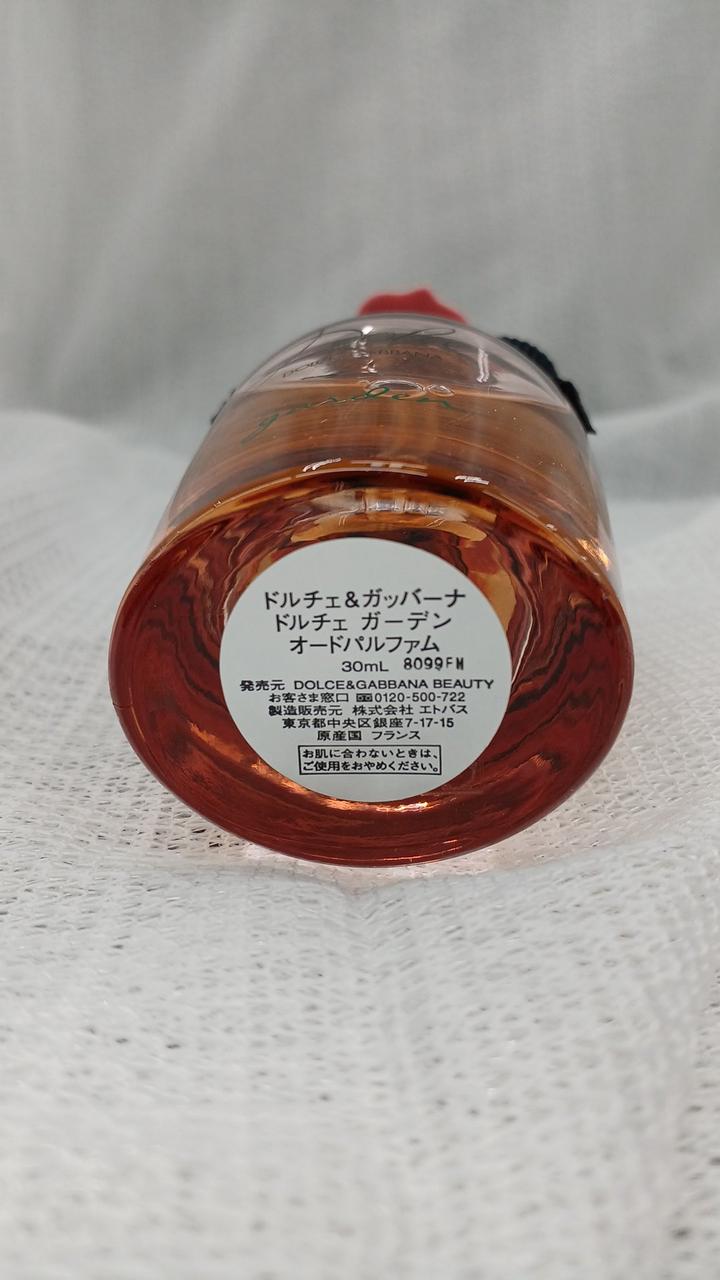 DOLCE&GABBANA
garden
ドルチェ&ガッバーナ
ドルチェ ガーデン
オードパルファム
30mL 8099FM
発売元 DOLCE&GABBANA BEAUTY
お客さま窓口 0120-500-722
製造販売元 株式会社 エトバス
東京都中央区銀座7-17-15
原産国 フランス
お肌に合わないときは、
ご使用をおやめください。